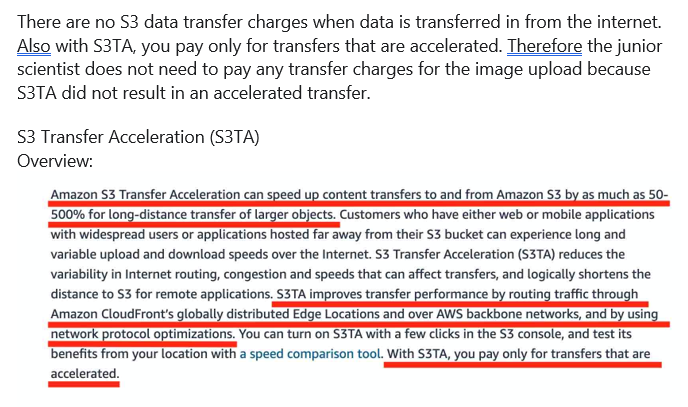 There are no S3 data transfer charges when data is transferred in from the internet.
Also with S3TA, you pay only for transfers that are accelerated. Therefore the junior
scientist does not need to pay any transfer charges for the image upload because
S3TA did not result in an accelerated transfer.
S3 Transfer Acceleration (S3TA)
Overview:
Amazon S3 Transfer Acceleration can speed up content transfers to and from Amazon S3 by as much as 50-
500% for long-distance transfer of larger objects. Customers who have either web or mobile applications
with widespread users or applications hosted far away from their S3 bucket can experience long and
variable upload and download speeds over the Internet. S3 Transfer Acceleration (S3TA) reduces the
variability in Internet routing, congestion and speeds that can affect transfers, and logically shortens the
distance to S3 for remote applications. S3TA improves transfer performance by routing traffic through
Amazon CloudFront's globally distributed Edge Locations and over AWS backbone networks, and by using
network protocol optimizations. You can turn on S3TA with a few clicks in the S3 console, and test its
benefits from your location with a speed comparison tool. With S3TA, you pay only for transfers that are
accelerated.